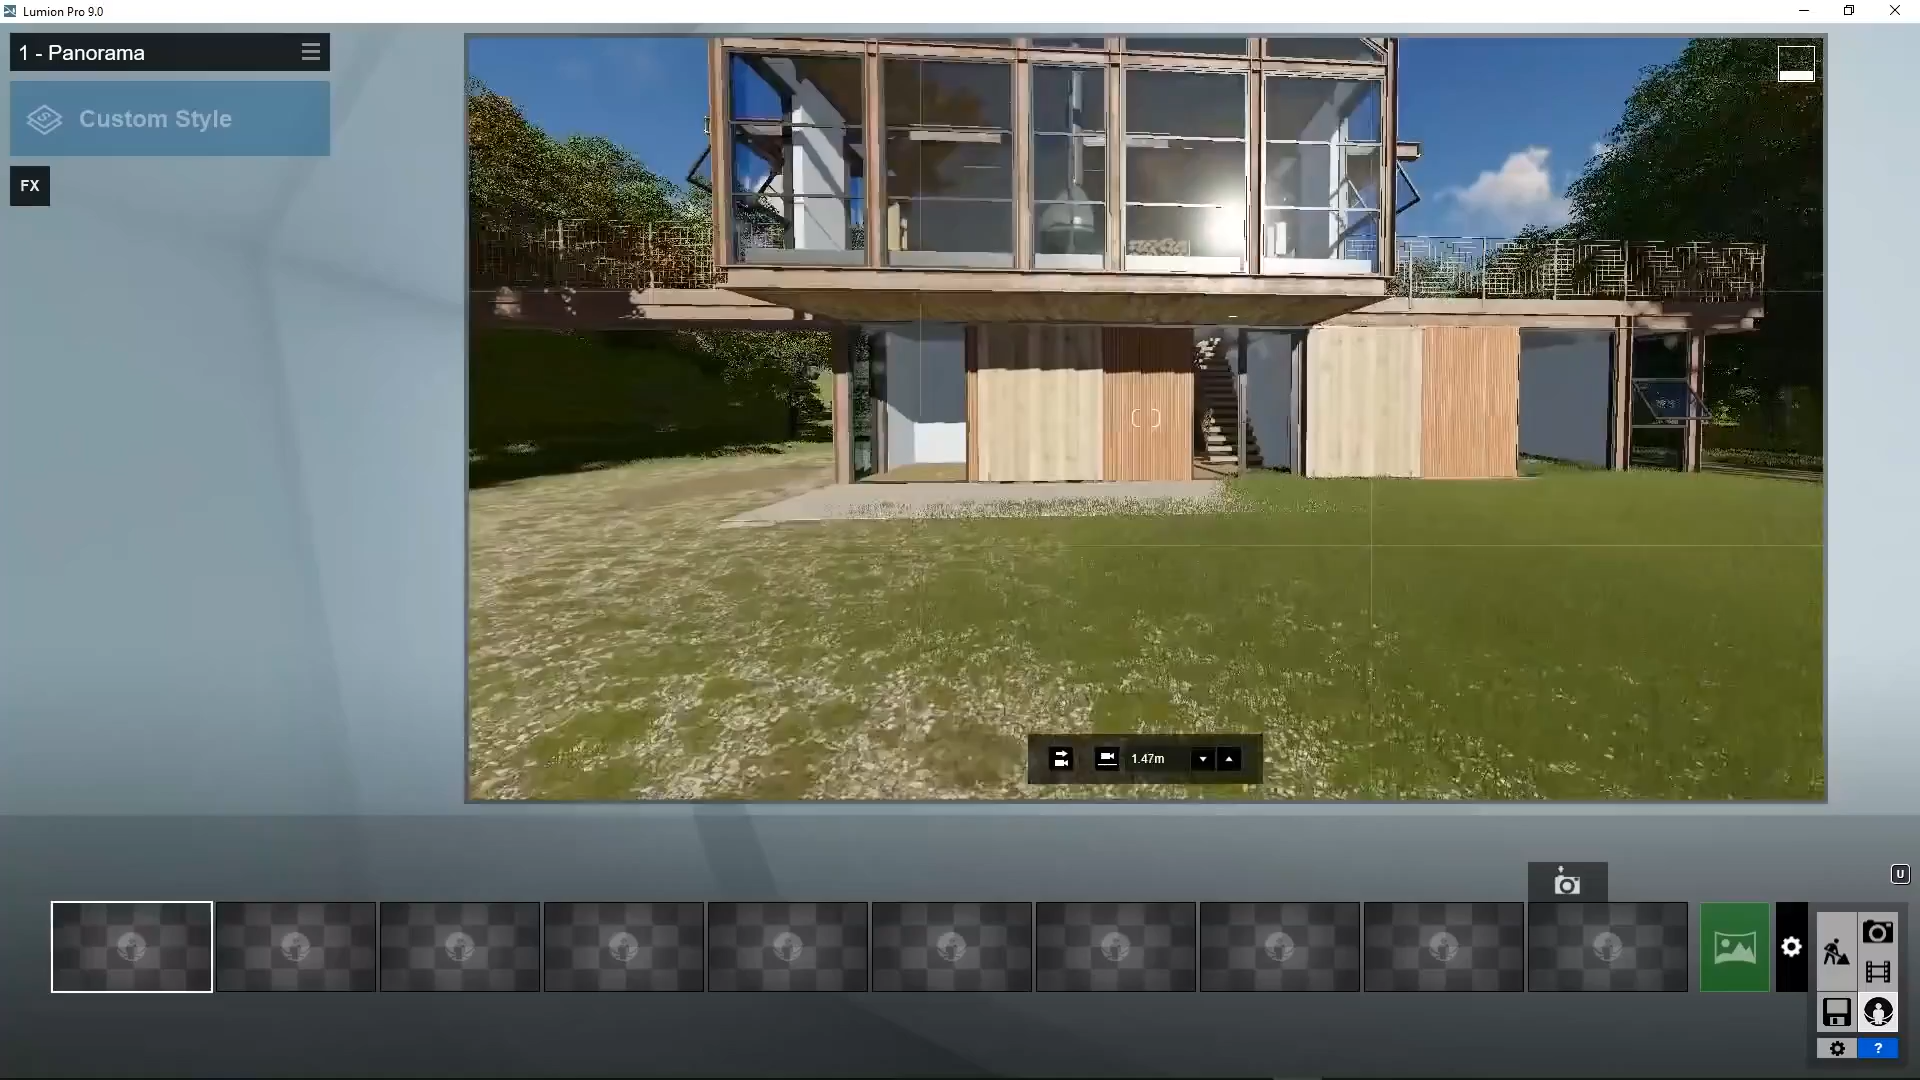 Lumion Pro 9.0
1 - Panorama
Custom Style
FX
1.47m
U
?